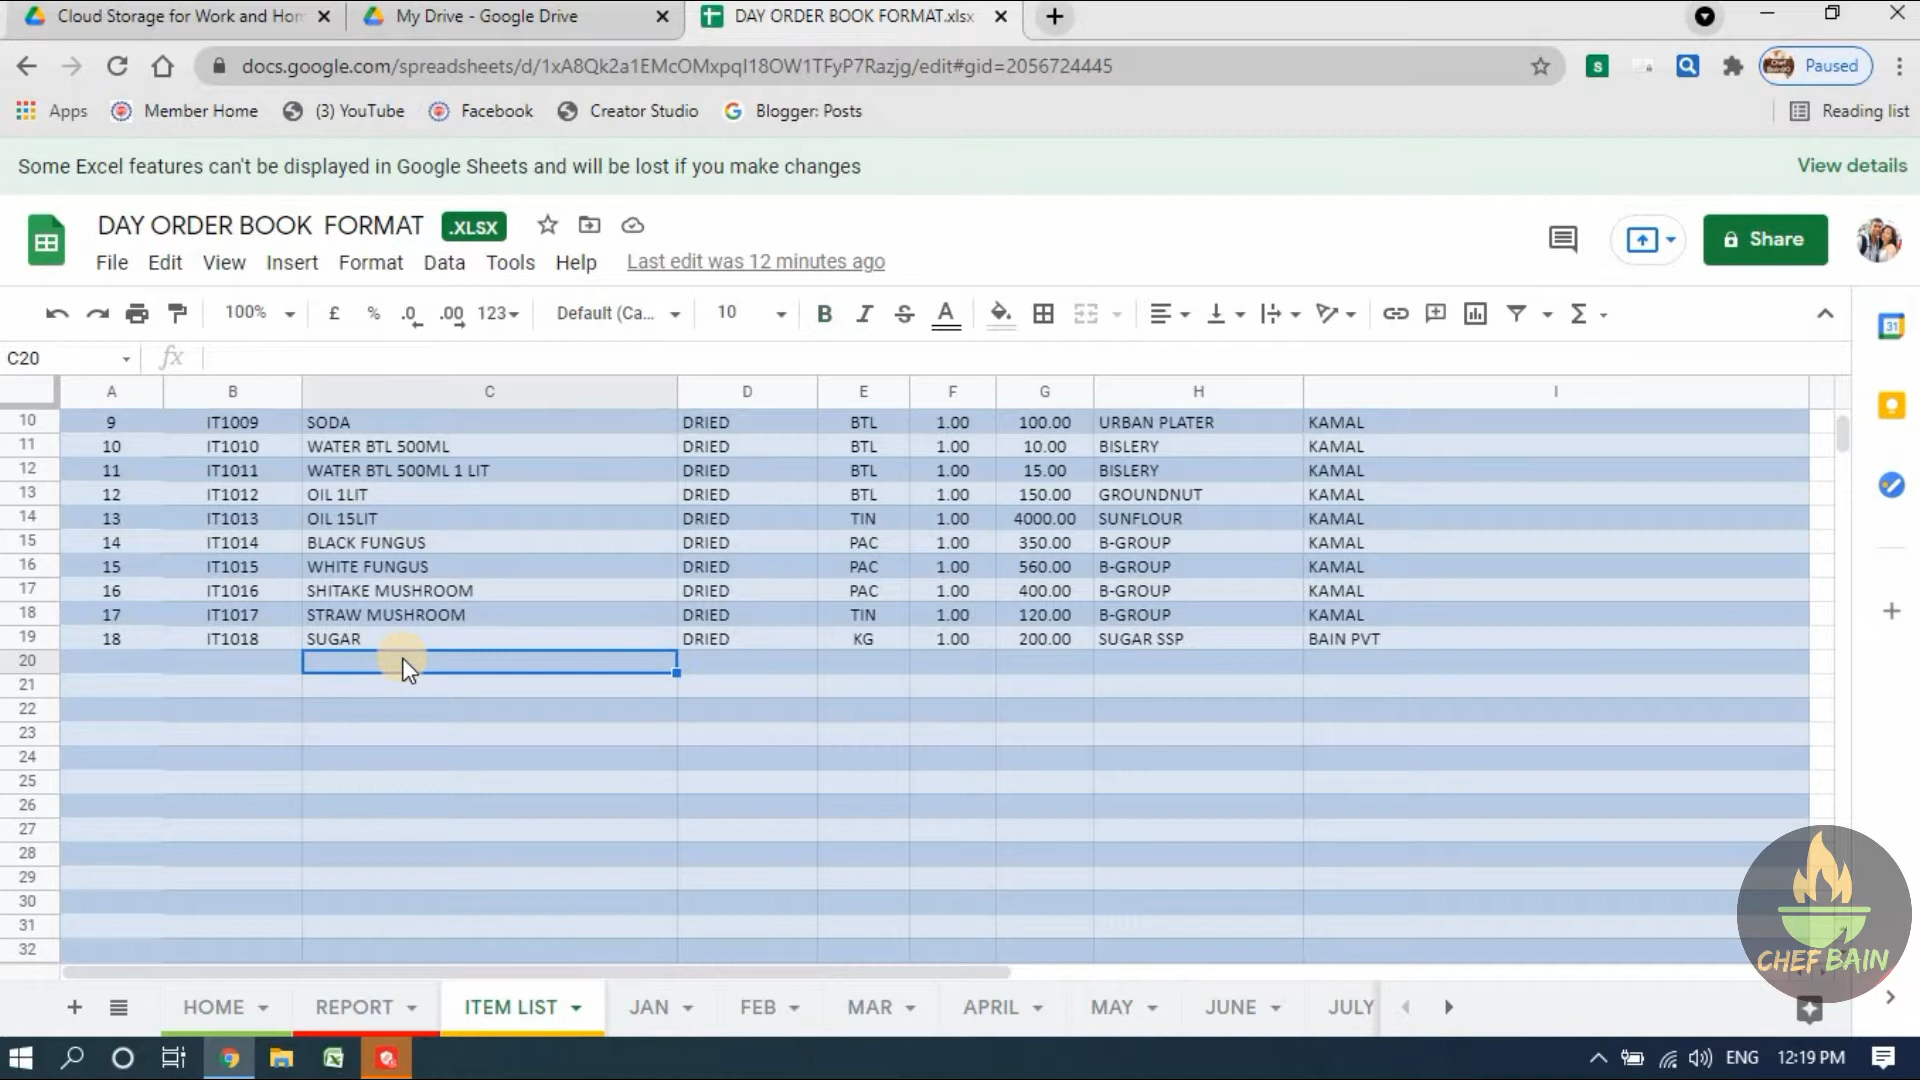 Cloud Storage for Work and Hom
My Drive - Google Drive
DAY ORDER BOOK FORMAT.xlsx
docs.google.com/spreadsheets/d/1xA8Qk2a1EMcOMxpqI18OW1TFyP7Razjg/edit#gid=2056724445
Paused
Apps
Member Home
(3) YouTube
Facebook
Creator Studio
Blogger: Posts
Reading list
Some Excel features can't be displayed in Google Sheets and will be lost if you make changes
View details
DAY ORDER BOOK FORMAT
.XLSX
Share
File Edit View Insert Format Data Tools Help Last edit was 12 minutes ago
100% £ % .0 .00 123 Default (Ca... 10 B I S A
31
C20 fx
A B C D E F G H I
10 9 IT1009 SODA DRIED BTL 1.00 100.00 URBAN PLATER KAMAL
11 10 IT1010 WATER BTL 500ML DRIED BTL 1.00 10.00 BISLERY KAMAL
12 11 IT1011 WATER BTL 500ML 1 LIT DRIED BTL 1.00 15.00 BISLERY KAMAL
13 12 IT1012 OIL 1LIT DRIED BTL 1.00 150.00 GROUNDNUT KAMAL
14 13 IT1013 OIL 15LIT DRIED TIN 1.00 4000.00 SUNFLOUR KAMAL
15 14 IT1014 BLACK FUNGUS DRIED PAC 1.00 350.00 B-GROUP KAMAL
16 15 IT1015 WHITE FUNGUS DRIED PAC 1.00 560.00 B-GROUP KAMAL
17 16 IT1016 SHITAKE MUSHROOM DRIED PAC 1.00 400.00 B-GROUP KAMAL
18 17 IT1017 STRAW MUSHROOM DRIED TIN 1.00 120.00 B-GROUP KAMAL
19 18 IT1018 SUGAR DRIED KG 1.00 200.00 SUGAR SSP BAIN PVT
20
21
22
23
24
25
26
27
28
29
30
31
32
CHEF BAIN
HOME REPORT ITEM LIST JAN FEB MAR APRIL MAY JUNE JULY
ENG 12:19 PM